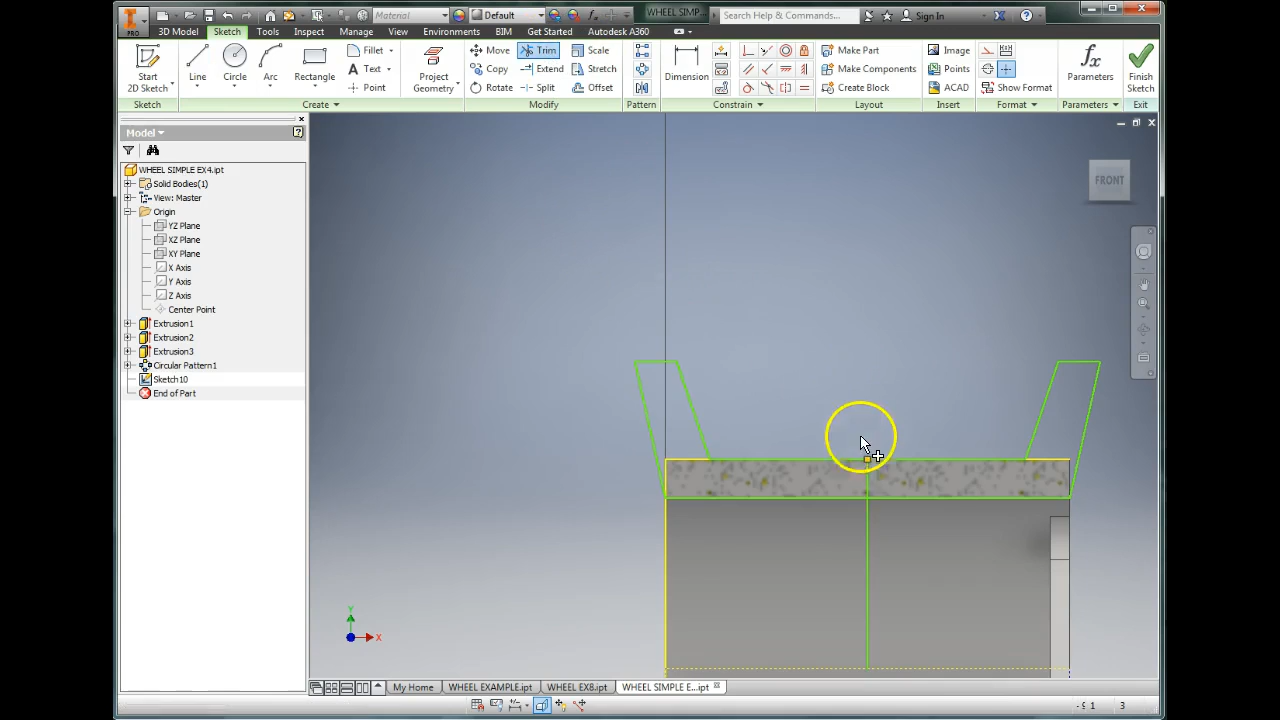 PRO
Material
Default
WHEEL SIMP...
Search Help & Commands...
Sign In
3D Model
Sketch
Tools
Inspect
Manage
View
Environments
BIM
Get Started
Autodesk A360
Start
2D Sketch
Line
Circle
Arc
Rectangle
Fillet
Text
Point
Project
Geometry
Move
Copy
Rotate
Trim
Extend
Split
Scale
Stretch
Offset
Dimension
Make Part
Make Components
Create Block
Image
Points
ACAD
Show Format
Parameters
Finish
Sketch
Sketch
Create
Modify
Pattern
Constrain
Layout
Insert
Format
Parameters
Exit
Model
WHEEL SIMPLE EX4.ipt
Solid Bodies(1)
View: Master
Origin
YZ Plane
XZ Plane
XY Plane
X Axis
Y Axis
Z Axis
Center Point
Extrusion1
Extrusion2
Extrusion3
Circular Pattern1
Sketch10
End of Part
FRONT
Y
X
My Home
WHEEL EXAMPLE.ipt
WHEEL EX8.ipt
WHEEL SIMPLE E...ipt
1
3